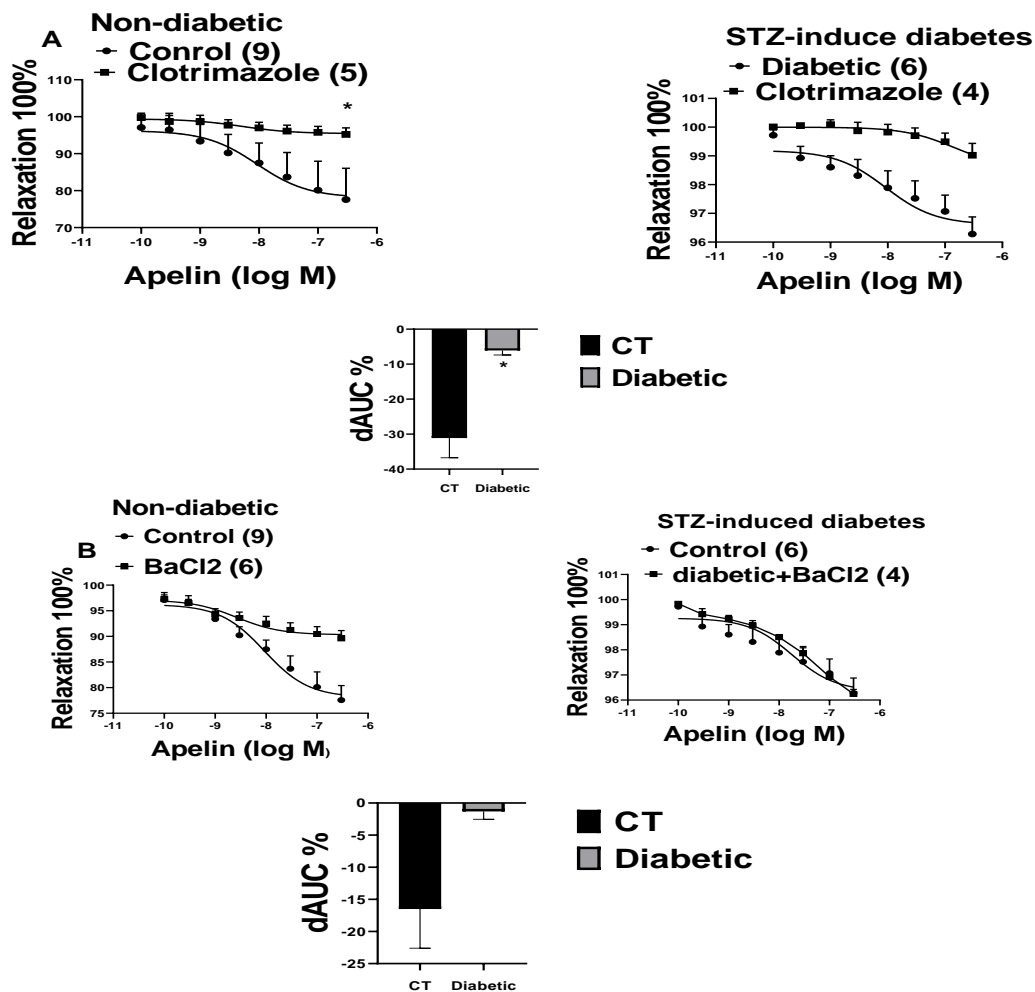 A
Non-diabetic
Conrol (9)
Clotrimazole (5)
Relaxation 100%
110
100
90
80
70
*
-11 -10 -9 -8 -7 -6
Apelin (log M)
STZ-induce diabetes
Diabetic (6)
Clotrimazole (4)
Relaxation 100%
101
100
99
98
97
96
-11 -10 -9 -8 -7 -6
Apelin (log M)
dAUC %
0
-10
-20
-30
-40
*
CT Diabetic
CT
Diabetic
B
Non-diabetic
Control (9)
BaCl2 (6)
Relaxation 100%
100
95
90
85
80
75
-11 -10 -9 -8 -7 -6
Apelin (log M)
STZ-induced diabetes
Control (6)
diabetic+BaCl2 (4)
Relaxation 100%
101
100
99
98
97
96
-11 -10 -9 -8 -7 -6
Apelin (log M)
dAUC %
0
-5
-10
-15
-20
-25
CT Diabetic
CT
Diabetic